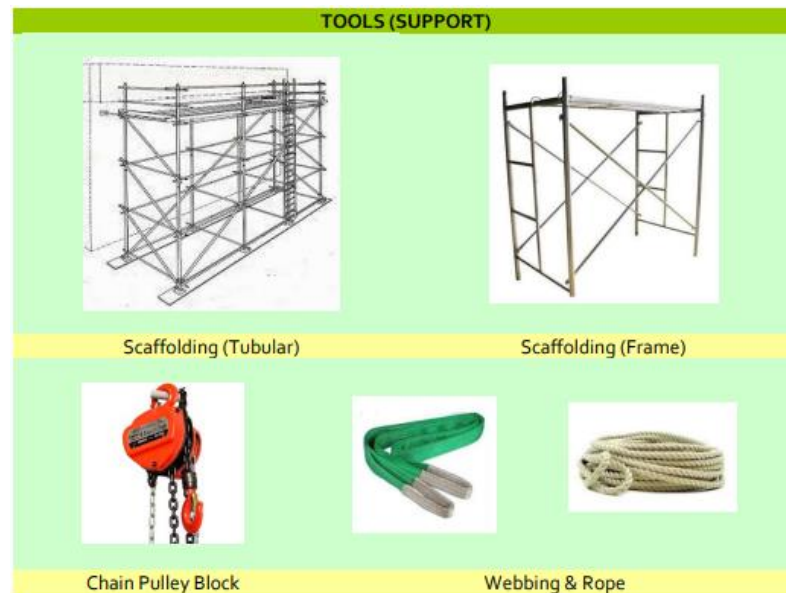 TOOLS (SUPPORT)
Scaffolding (Tubular)
Scaffolding (Frame)
Chain Pulley Block
Webbing & Rope